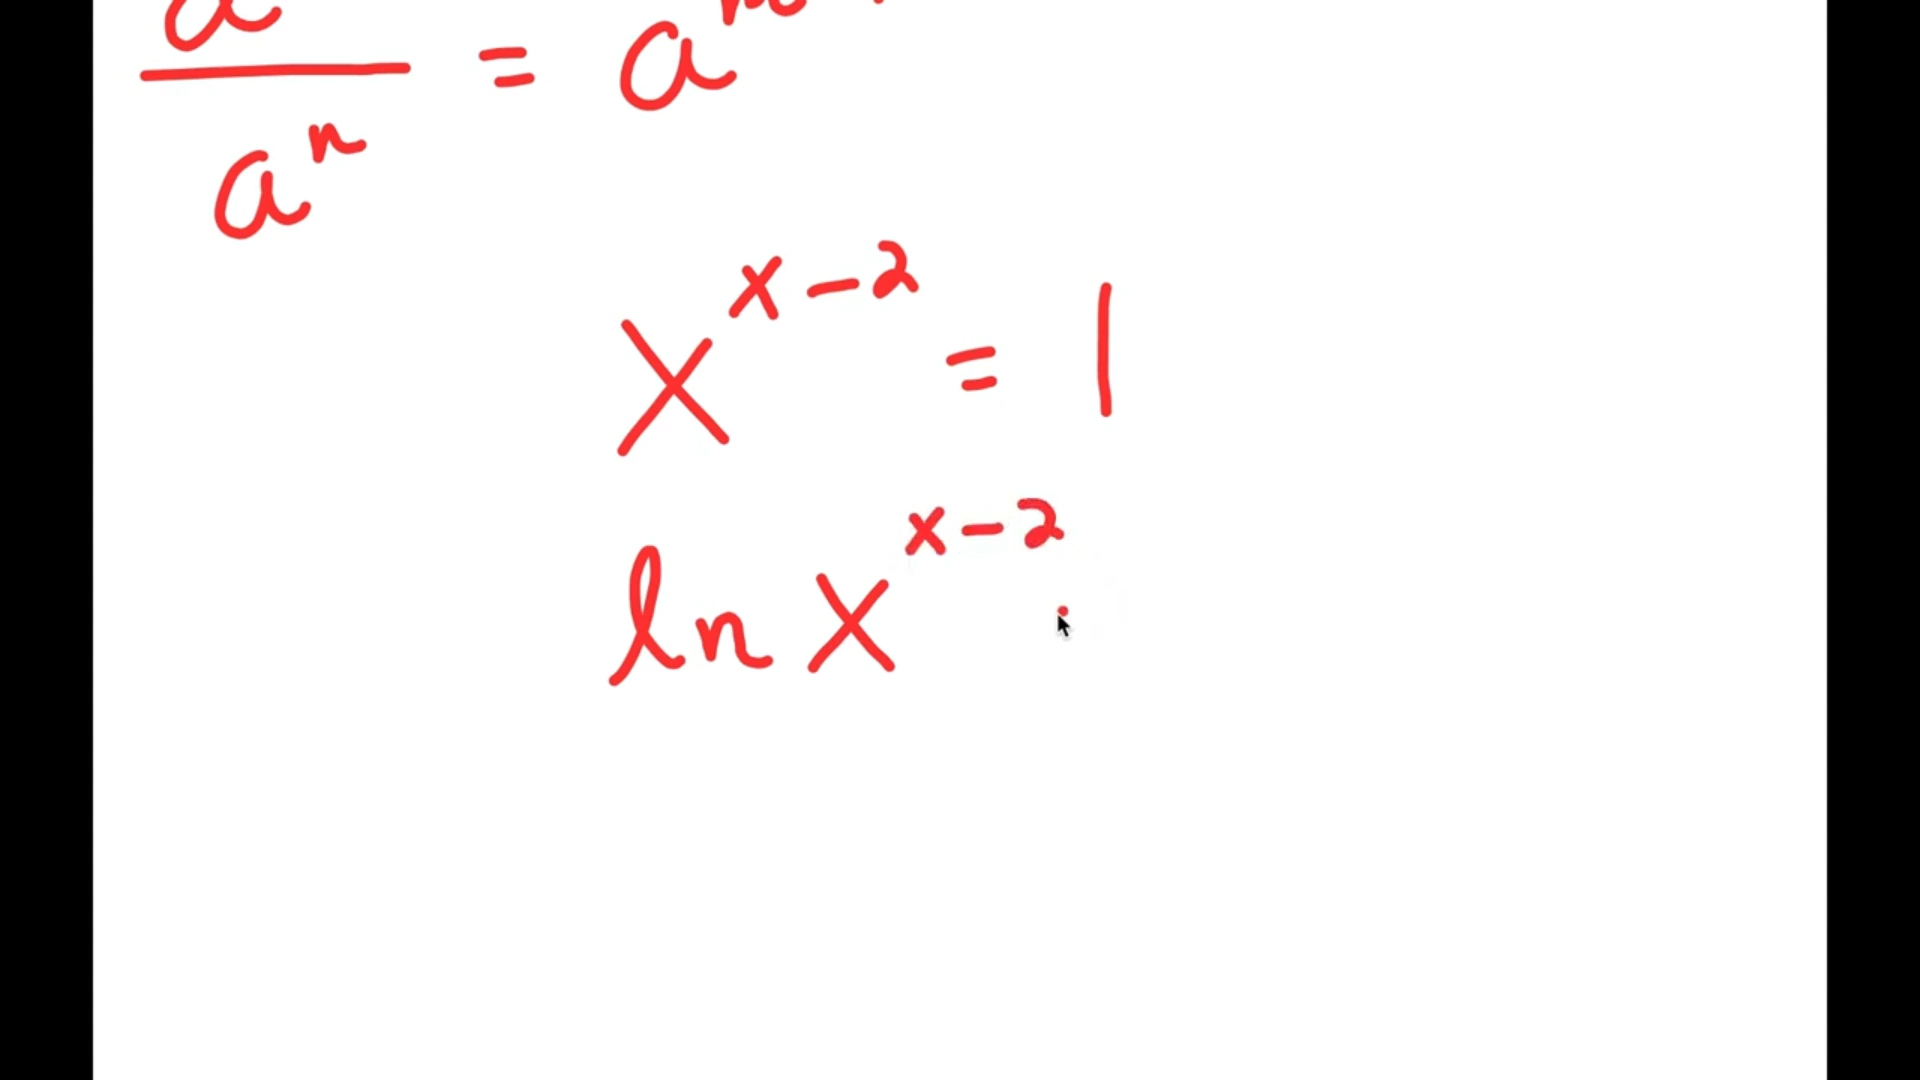 a
— = a^m
a^n
x^{x-2} = 1
ln x^{x-2}